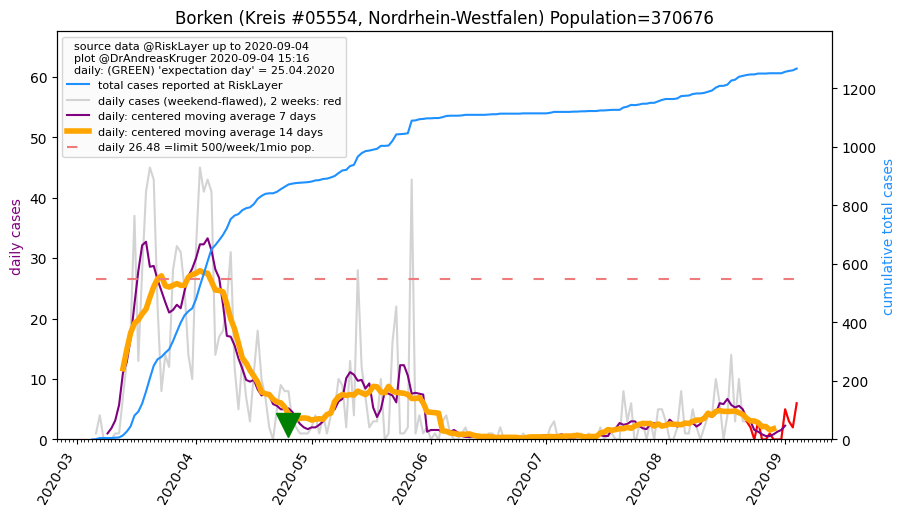 Borken (Kreis #05554, Nordrhein-Westfalen) Population=370676
source data @RiskLayer up to 2020-09-04
plot @DrAndreasKruger 2020-09-04 15:16
daily: (GREEN) 'expectation day' = 25.04.2020
total cases reported at RiskLayer
daily cases (weekend-flawed), 2 weeks: red
daily: centered moving average 7 days
daily: centered moving average 14 days
daily 26.48 =limit 500/week/1mio pop.
daily cases
60
50
40
30
20
10
0
cumulative total cases
1200
1000
800
600
400
200
0
2020-03
2020-04
2020-05
2020-06
2020-07
2020-08
2020-09